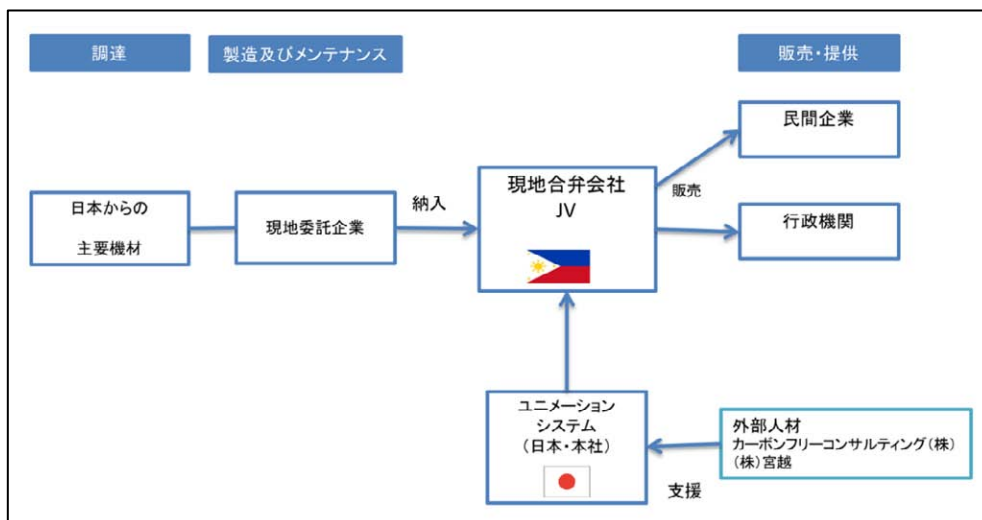 調達
製造及びメンテナンス
販売・提供
民間企業
日本からの
主要機材
現地委託企業
納入
現地合弁会社
JV
販売
行政機関
ユニメーション
システム
（日本・本社）
外部人材
カーボンフリーコンサルティング（株）
（株）宮越
支援